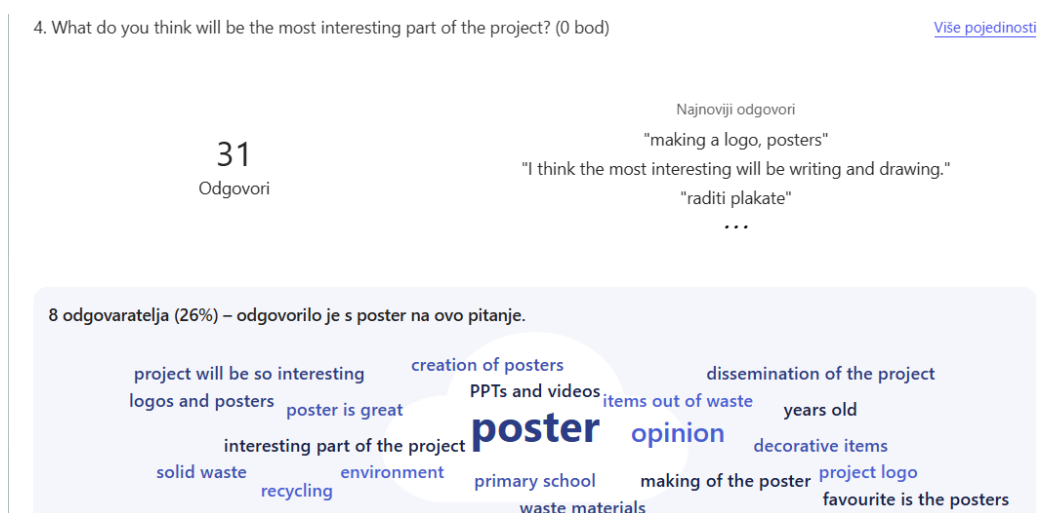 4. What do you think will be the most interesting part of the project? (0 bod)
Više pojedinosti
31
Odgovori
Najnoviji odgovori
"making a logo, posters"
"I think the most interesting will be writing and drawing."
"raditi plakate"
...
8 odgovaratelja (26%) – odgovorilo je s poster na ovo pitanje.
creation of posters
project will be so interesting
dissemination of the project
PPTs and videos
logos and posters
items out of waste
poster is great
years old
poster
opinion
interesting part of the project
decorative items
solid waste
environment
project logo
primary school
making of the poster
recycling
favourite is the posters
waste materials